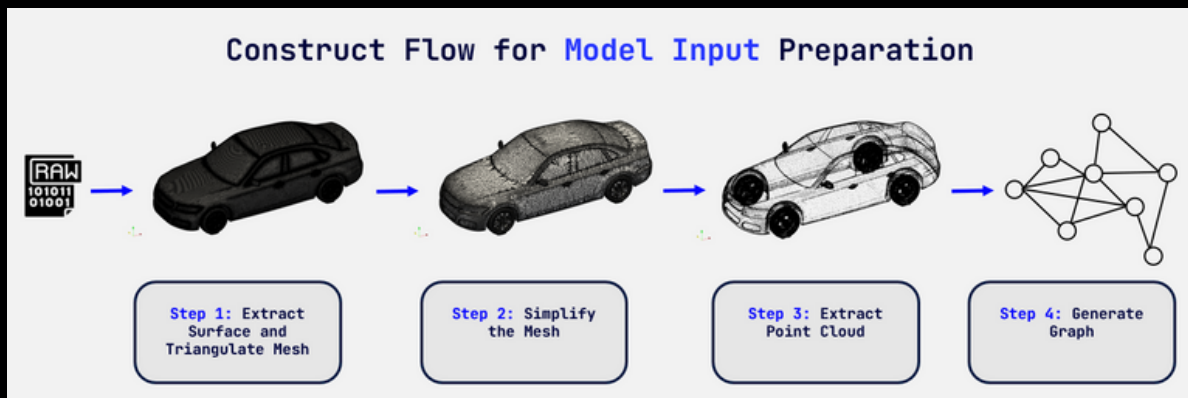 Construct Flow for Model Input Preparation
RAW
101011
01001
Step 1: Extract
Surface and
Triangulate Mesh
Step 2: Simplify
the Mesh
Step 3: Extract
Point Cloud
Step 4: Generate
Graph